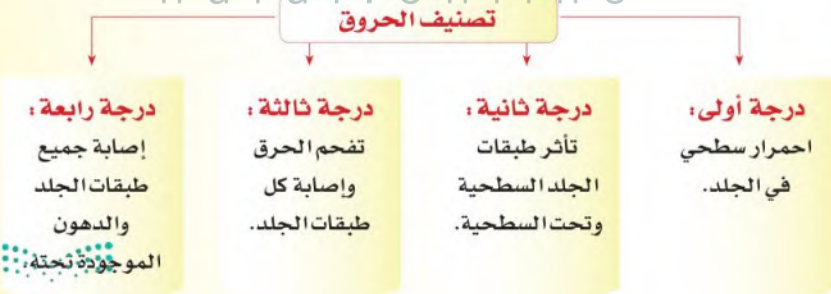 تصنيف الحروق
درجة أولى:
احمرار سطحي
في الجلد.
درجة ثانية:
تأثر طبقات
الجلد السطحية
وتحت السطحية.
درجة ثالثة:
تفحم الحرق
وإصابة كل
طبقات الجلد.
درجة رابعة:
إصابة جميع
طبقات الجلد
والدهون
الموجودة تحتة.